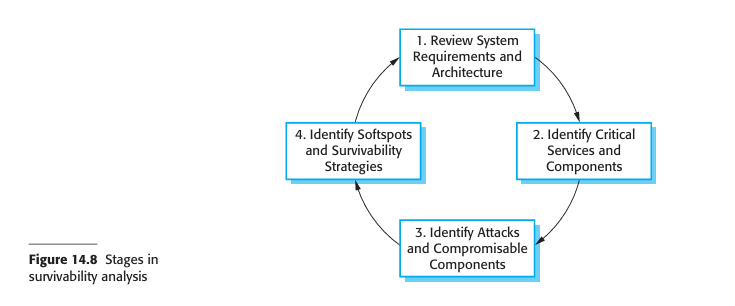 1. Review System
Requirements and
Architecture
2. Identify Critical
Services and
Components
3. Identify Attacks
and Compromisable
Components
4. Identify Softspots
and Survivability
Strategies
Figure 14.8 Stages in
survivability analysis